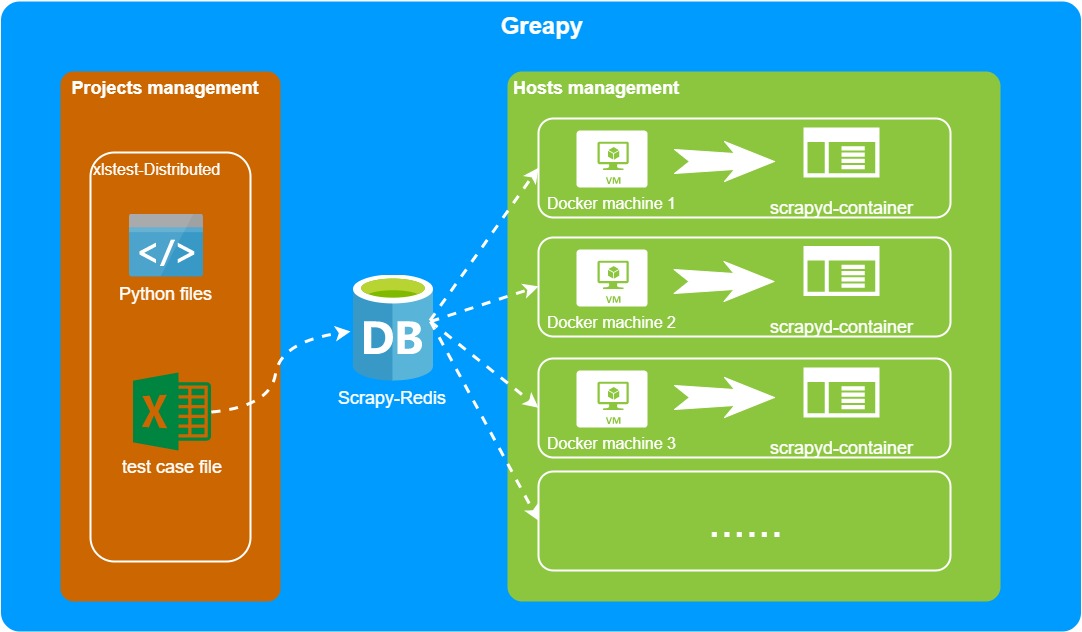 Greapy
Projects management
xlstest-Distributed
</>
Python files
X
test case file
DB
Scrapy-Redis
Hosts management
VM
Docker machine 1
scrapyd-container
VM
Docker machine 2
scrapyd-container
VM
Docker machine 3
scrapyd-container
......